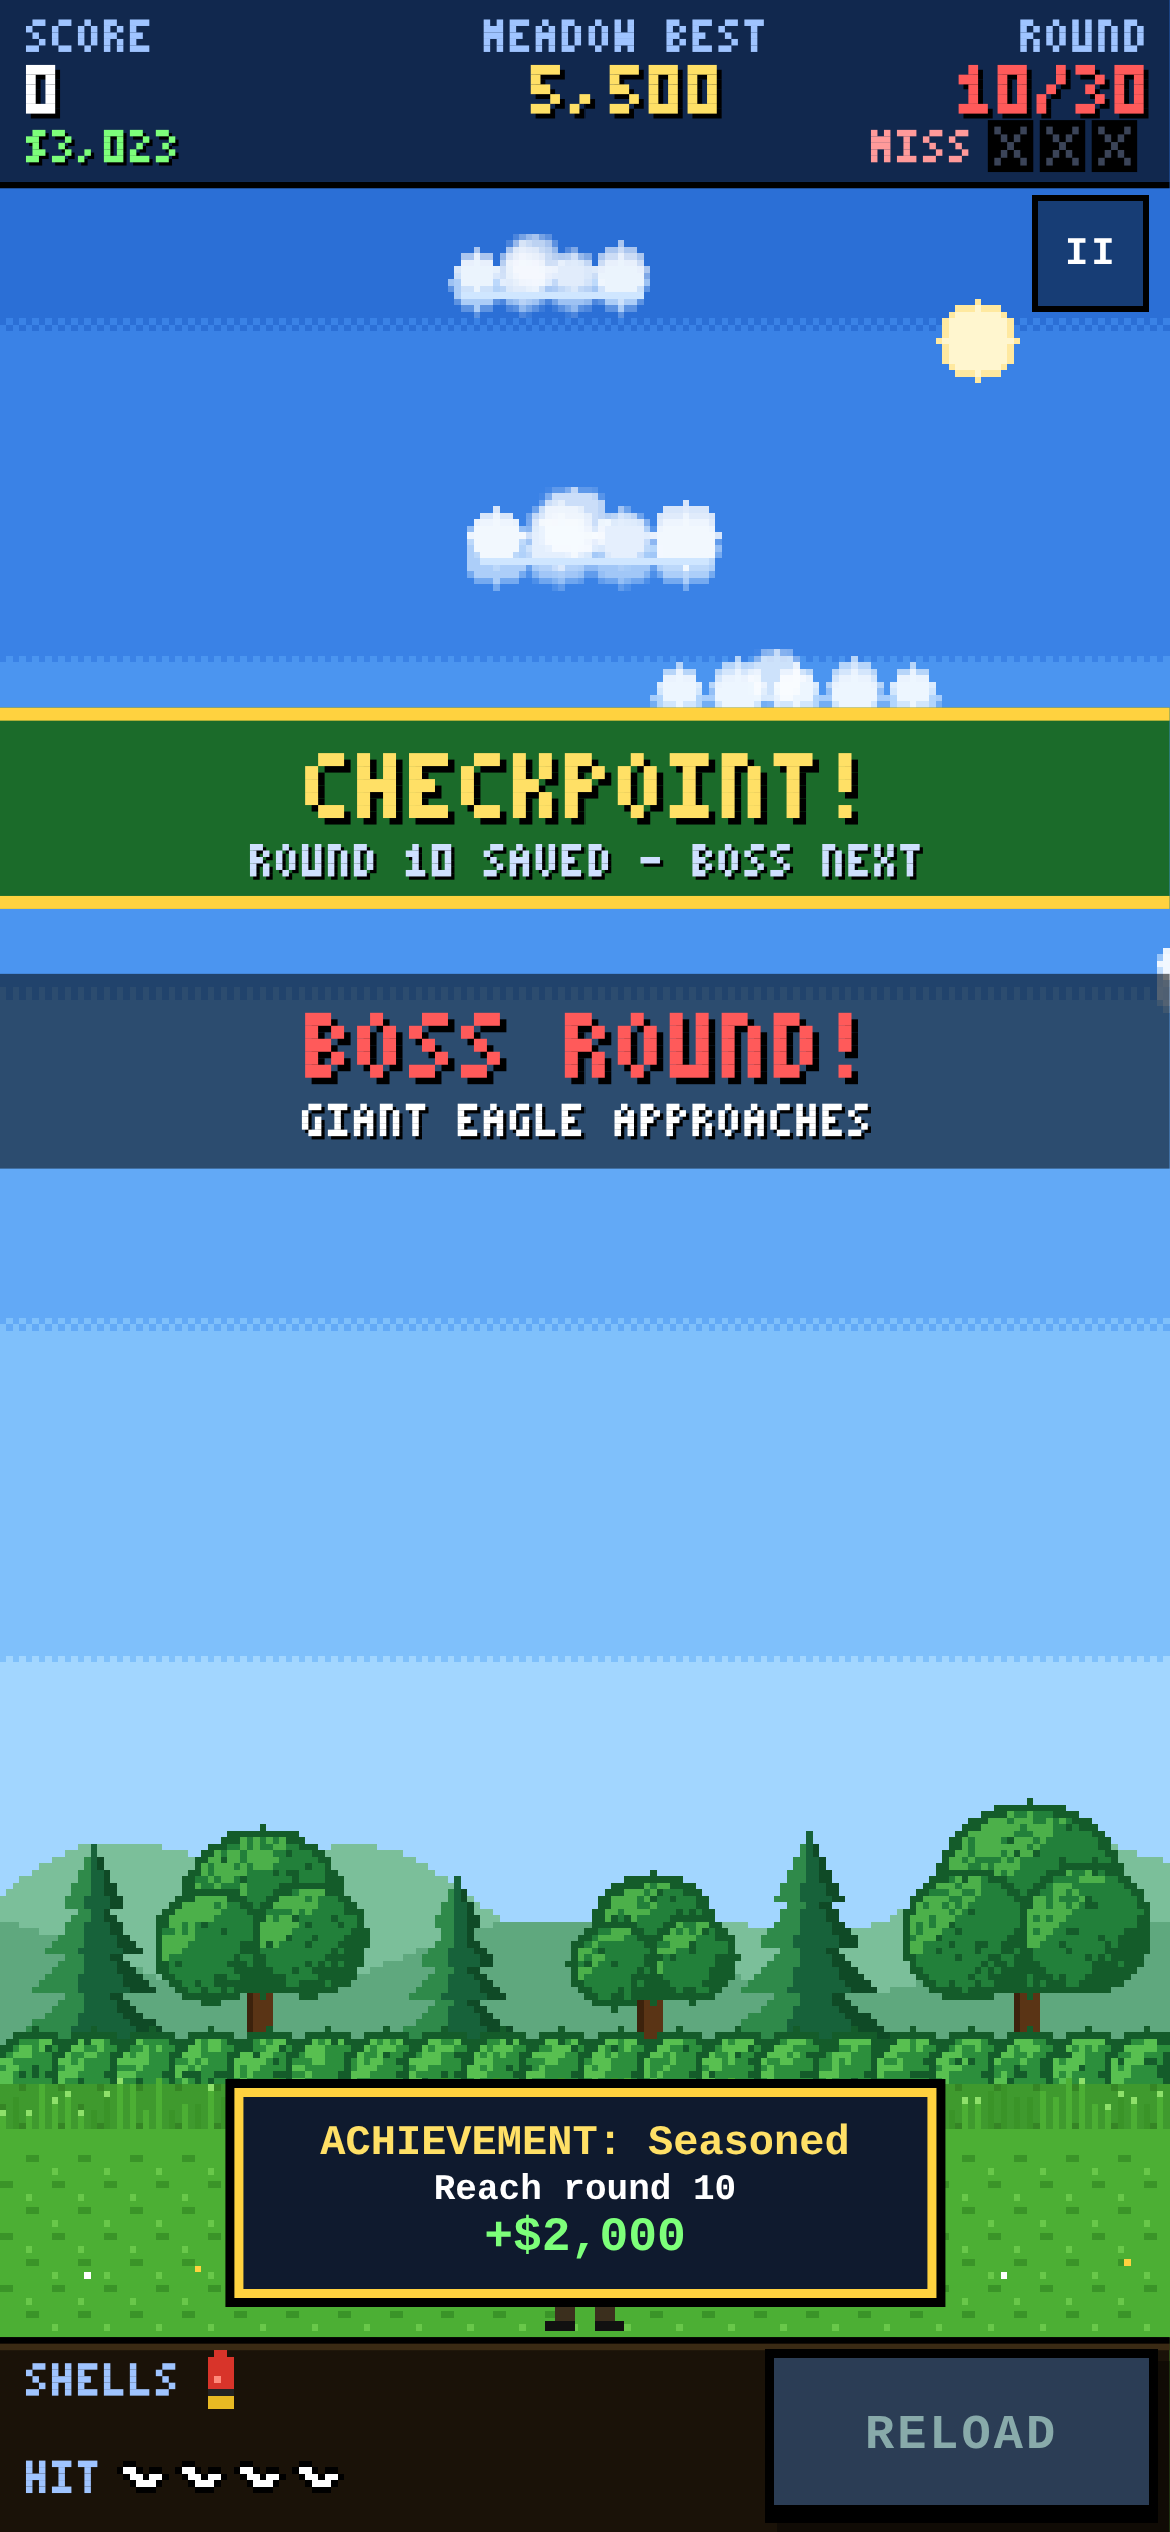 SCORE
MEADOW BEST
ROUND
0
5,500
10/30
$3,023
MISS XXX
II
CHECKPOINT!
ROUND 10 SAVED - BOSS NEXT
BOSS ROUND!
GIANT EAGLE APPROACHES
ACHIEVEMENT: Seasoned
Reach round 10
+$2,000
SHELLS
RELOAD
HIT